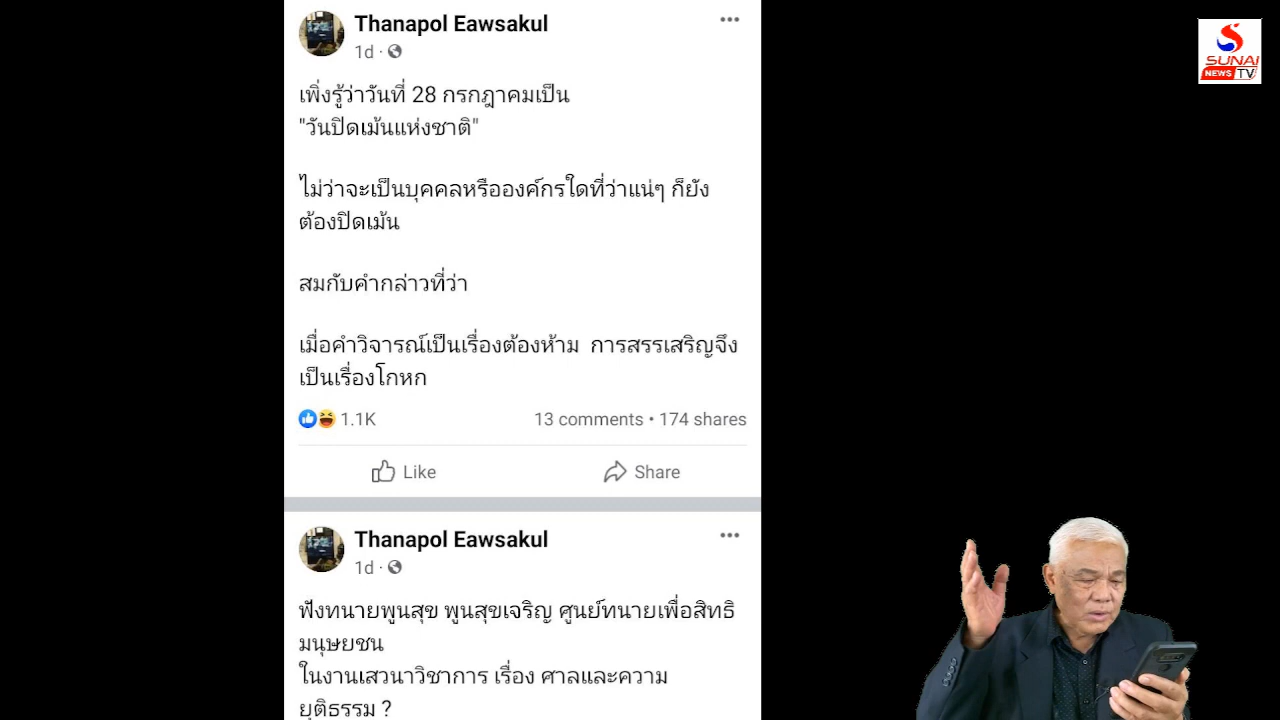 Thanapol Eawsakul
1d ·
เพิ่งรู้ว่าวันที่ 28 กรกฎาคมเป็น
"วันปิดเม้นแห่งชาติ"
ไม่ว่าจะเป็นบุคคลหรือองค์กรใดที่ว่าแน่ๆ ก็ยัง
ต้องปิดเม้น
สมกับคำกล่าวที่ว่า
เมื่อคำวิจารณ์เป็นเรื่องต้องห้าม  การสรรเสริญจึง
เป็นเรื่องโกหก
1.1K
13 comments • 174 shares
Like
Share
Thanapol Eawsakul
1d ·
ฟังทนายพูนสุข พูนสุขเจริญ ศูนย์ทนายเพื่อสิทธิ
มนุษยชน
ในงานเสวนาวิชาการ เรื่อง ศาลและความ
ยุติธรรม ?
SUNAI
NEWS TV